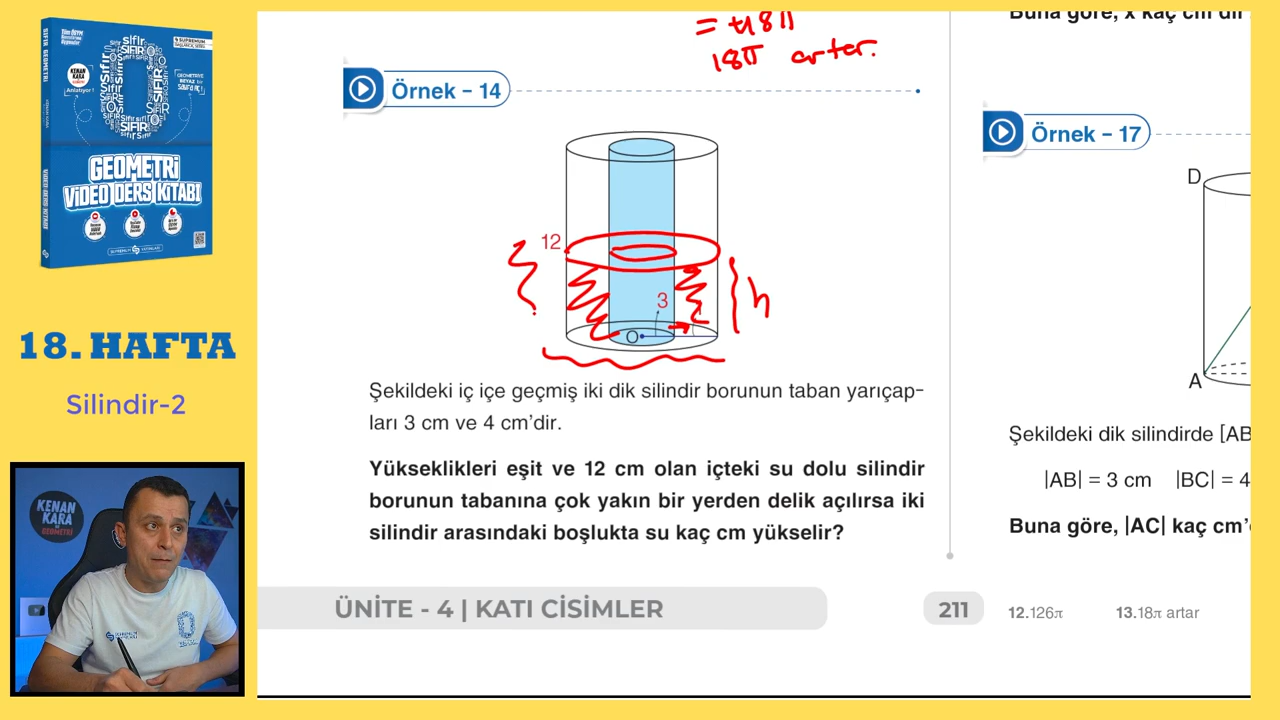 SIFIR GEOMETRİ
GEOMETRİ
VİDEO DERS KİTABI
18. HAFTA
Silindir-2
KENAN
KARA
GEOMETRİ
= 48π
18π artar.
Örnek – 14
12
3
O
h
?
Şekildeki iç içe geçmiş iki dik silindir borunun taban yarıçap-
ları 3 cm ve 4 cm'dir.
Yükseklikleri eşit ve 12 cm olan içteki su dolu silindir
borunun tabanına çok yakın bir yerden delik açılırsa iki
silindir arasındaki boşlukta su kaç cm yükselir?
ÜNİTE - 4 | KATI CİSİMLER
211
Buna göre, x kaç cm'dir
Örnek – 17
D
A
Şekildeki dik silindirde [AB
|AB| = 3 cm |BC| = 4
Buna göre, |AC| kaç cm'
12.126π 13.18π artar